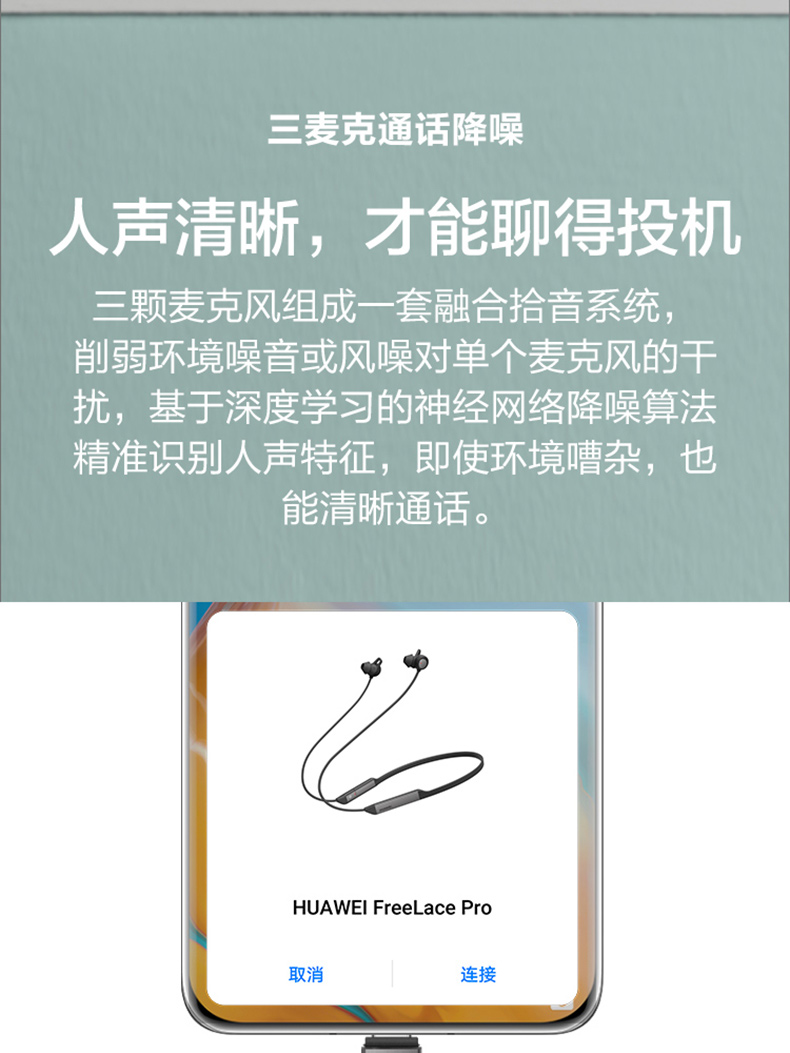 三麦克通话降噪
人声清晰，才能聊得投机
三颗麦克风组成一套融合拾音系统，
削弱环境噪音或风噪对单个麦克风的干
扰，基于深度学习的神经网络降噪算法
精准识别人声特征，即使环境嘈杂，也
能清晰通话。
HUAWEI FreeLace Pro
取消
连接